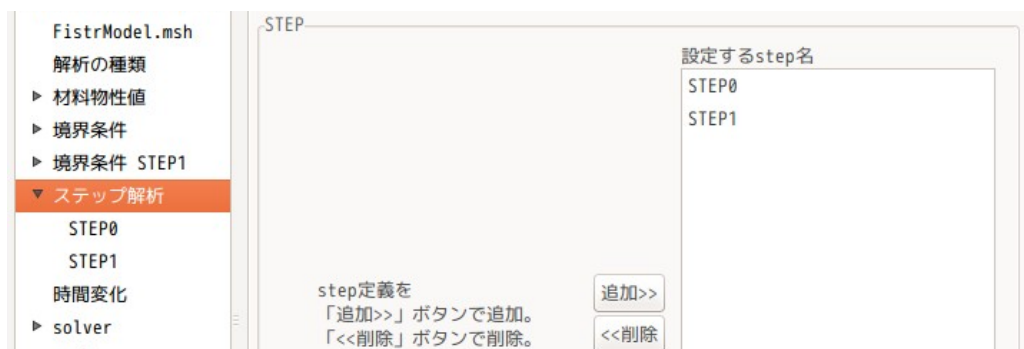 FistrModel.msh
解析の種類
材料物性値
境界条件
境界条件 STEP1
ステップ解析
STEP0
STEP1
時間変化
solver
STEP
設定するstep名
STEP0
STEP1
step定義を
「追加>>」ボタンで追加。
「<<削除」ボタンで削除。
追加>>
<<削除